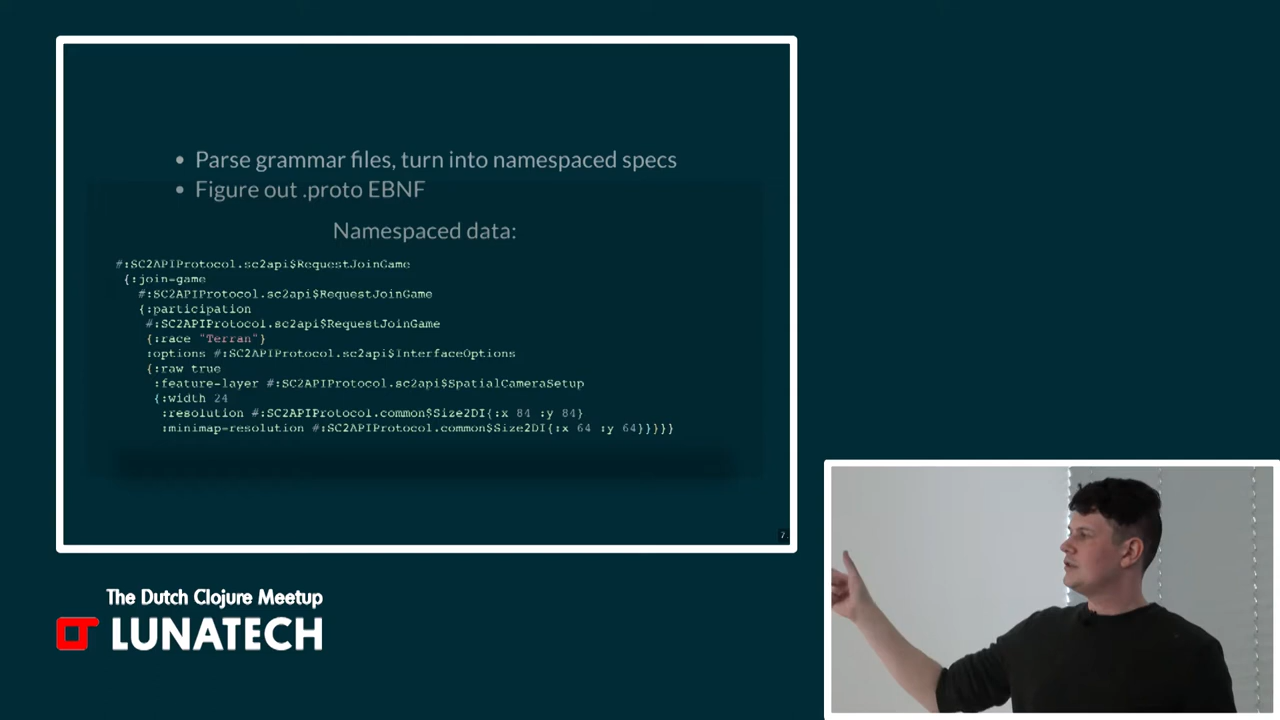 • Parse grammar files, turn into namespaced specs
• Figure out .proto EBNF
Namespaced data:
#:SC2APIProtocol.sc2api$RequestJoinGame
{:join-game
#:SC2APIProtocol.sc2api$RequestJoinGame
{:participation
#:SC2APIProtocol.sc2api$RequestJoinGame
{:race "Terran"}
:options #:SC2APIProtocol.sc2api$InterfaceOptions
{:raw true
:feature-layer #:SC2APIProtocol.sc2api$SpatialCameraSetup
{:width 24
:resolution #:SC2APIProtocol.common$Size2DI{:x 84 :y 84}
:minimap-resolution #:SC2APIProtocol.common$Size2DI{:x 64 :y 64}}}}}
7
The Dutch Clojure Meetup
LUNATECH